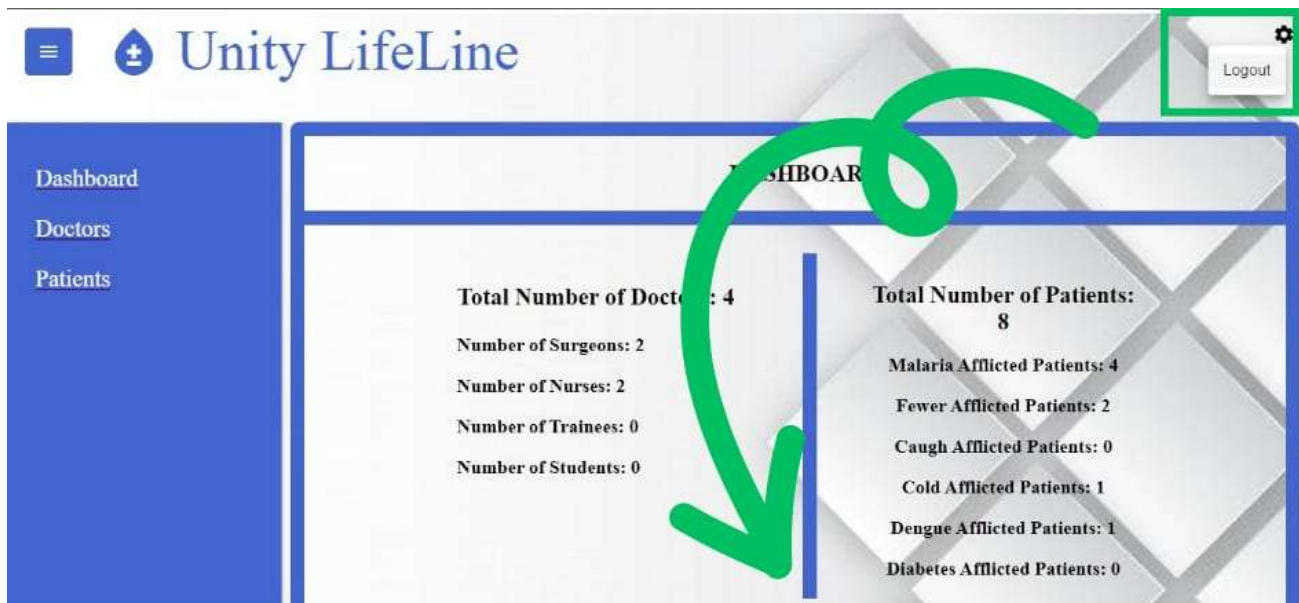 Unity LifeLine
Logout
Dashboard
Doctors
Patients
Total Number of : 4
Number of Surgeons: 2
Number of Nurses: 2
Number of Trainees: 0
Number of Students: 0
Total Number of Patients:
8
Malaria Afflicted Patients: 4
Fewer Afflicted Patients: 2
Caugh Afflicted Patients: 0
Cold Afflicted Patients: 1
Dengue Afflicted Patients: 1
Diabetes Afflicted Patients: 0